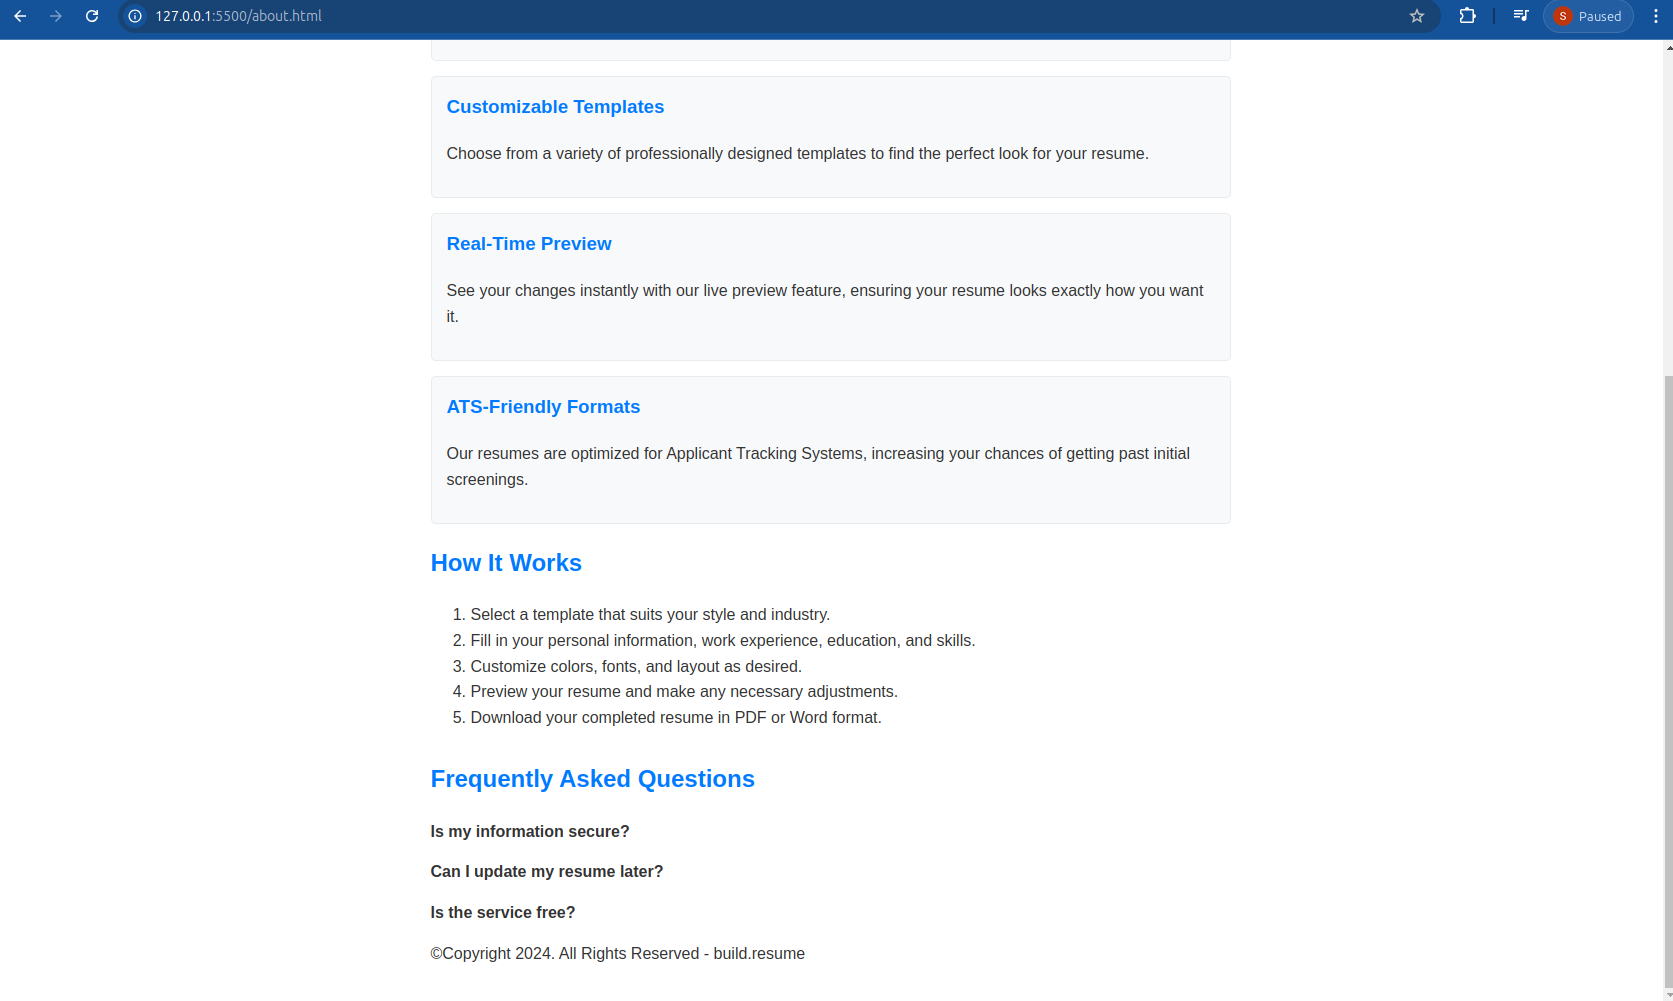 127.0.0.1:5500/about.html
S Paused
Customizable Templates
Choose from a variety of professionally designed templates to find the perfect look for your resume.
Real-Time Preview
See your changes instantly with our live preview feature, ensuring your resume looks exactly how you want
it.
ATS-Friendly Formats
Our resumes are optimized for Applicant Tracking Systems, increasing your chances of getting past initial
screenings.
How It Works
1. Select a template that suits your style and industry.
2. Fill in your personal information, work experience, education, and skills.
3. Customize colors, fonts, and layout as desired.
4. Preview your resume and make any necessary adjustments.
5. Download your completed resume in PDF or Word format.
Frequently Asked Questions
Is my information secure?
Can I update my resume later?
Is the service free?
©Copyright 2024. All Rights Reserved - build.resume